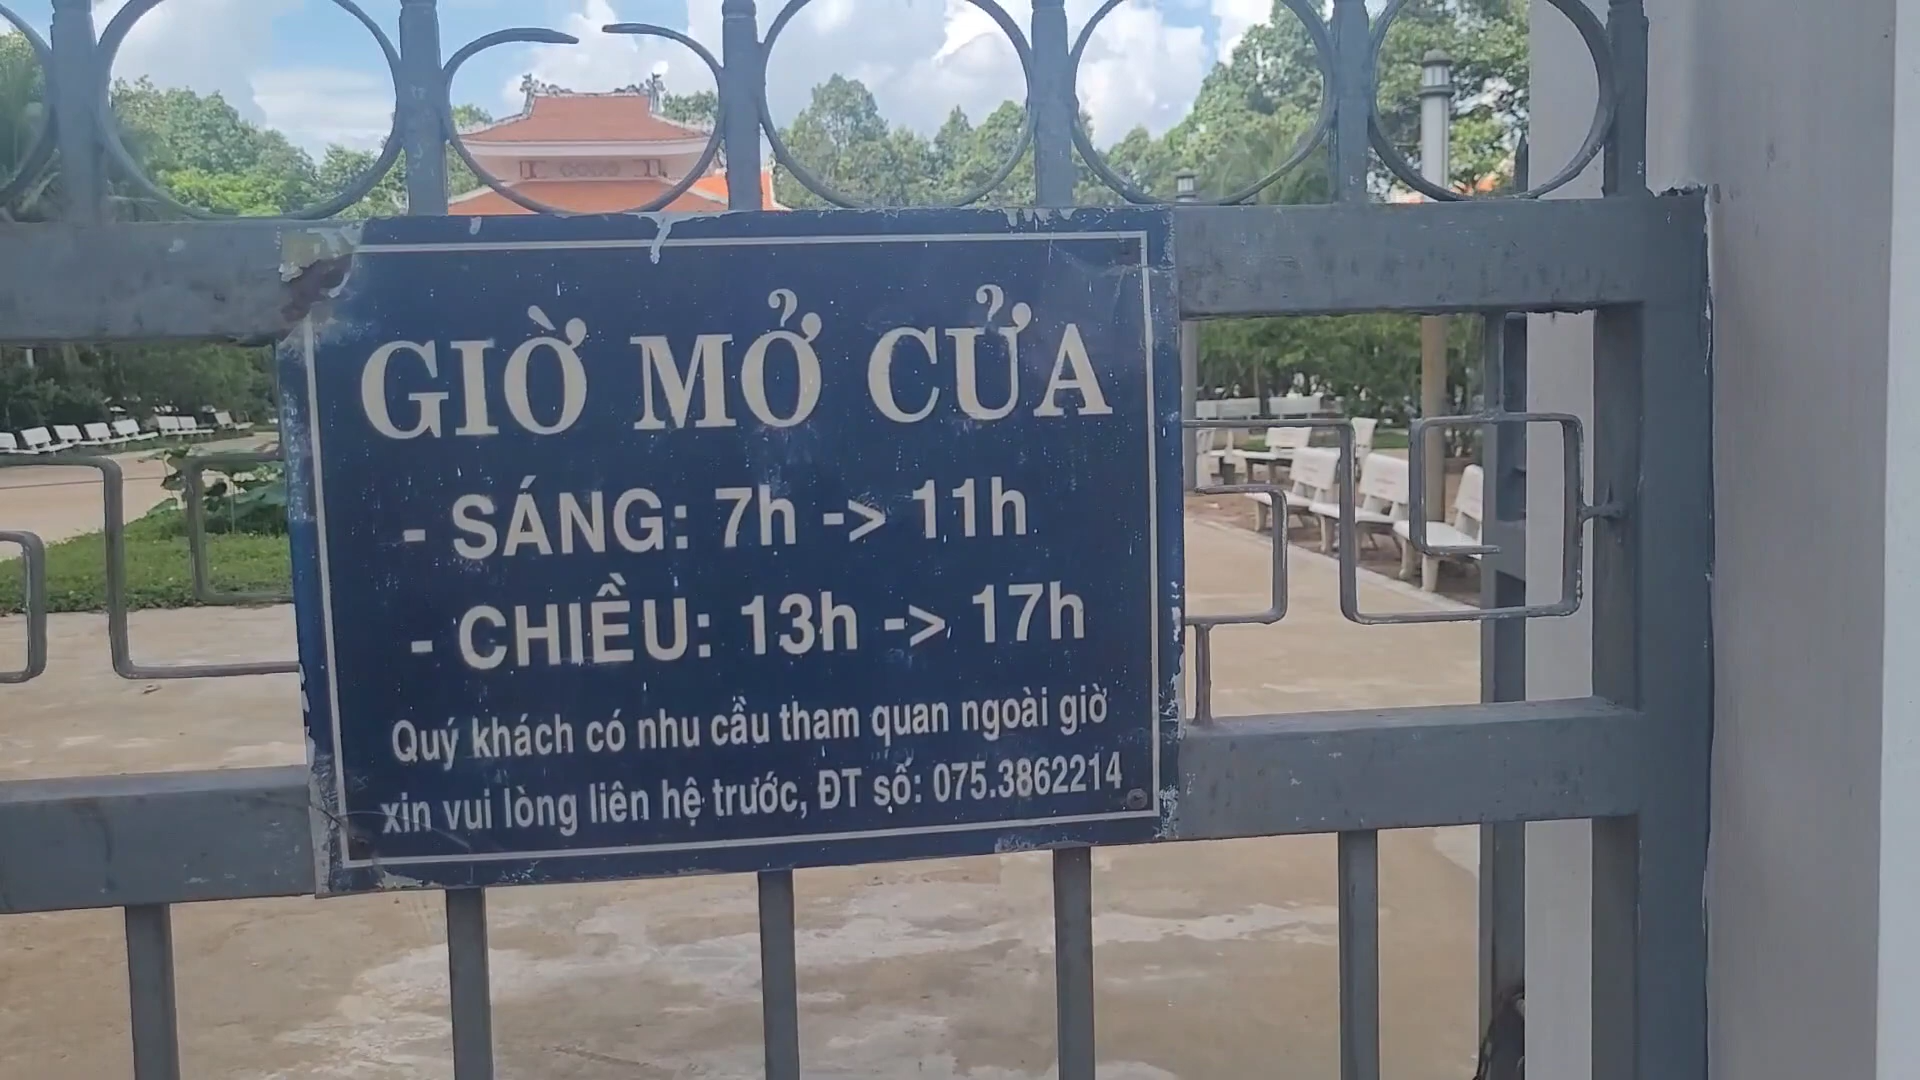 GIỜ MỞ CỬA
- SÁNG: 7h -> 11h
- CHIỀU: 13h -> 17h
Quý khách có nhu cầu tham quan ngoài giờ
xin vui lòng liên hệ trước, ĐT số: 075.3862214